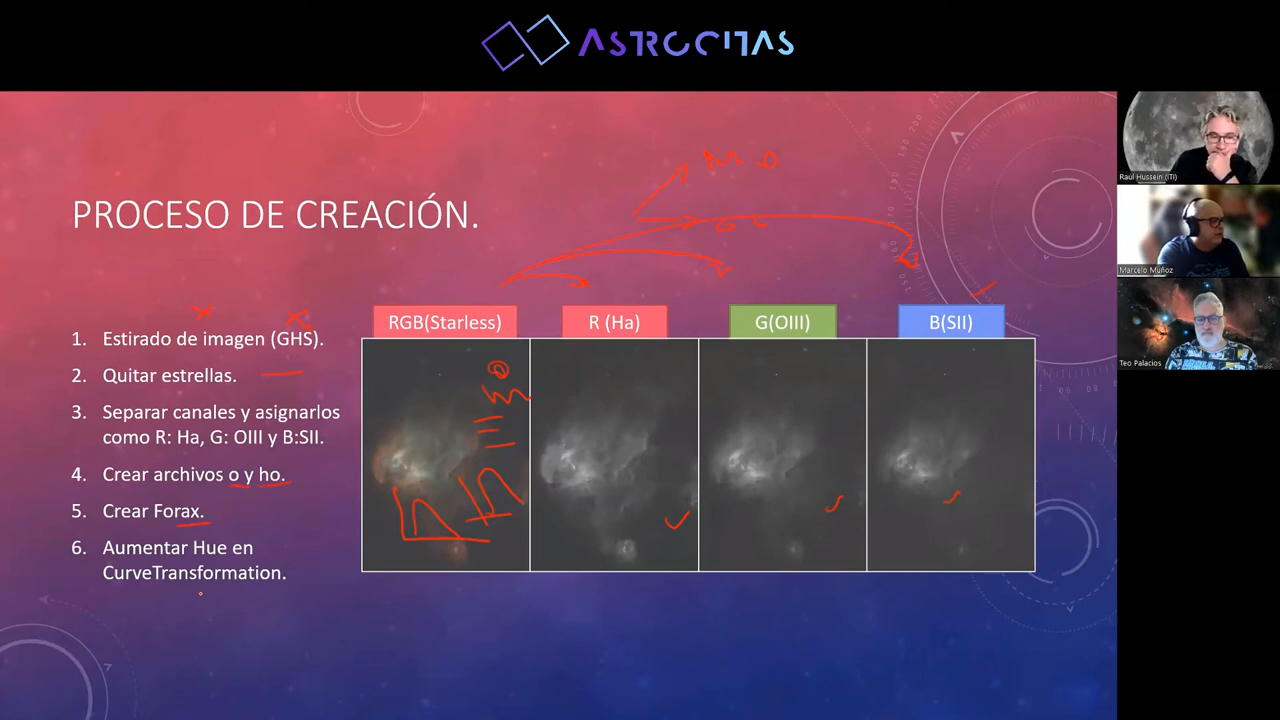 ASTROCITAS
PROCESO DE CREACIÓN.
1. Estirado de imagen (GHS).
2. Quitar estrellas.
3. Separar canales y asignarlos
como R: Ha, G: OIII y B:SII.
4. Crear archivos o y ho.
5. Crear Forax.
6. Aumentar Hue en
CurveTransformation.
RGB(Starless)
R (Ha)
G(OIII)
B(SII)
Raúl Hussein (ITI)
Marcelo Muñoz
Teo Palacios